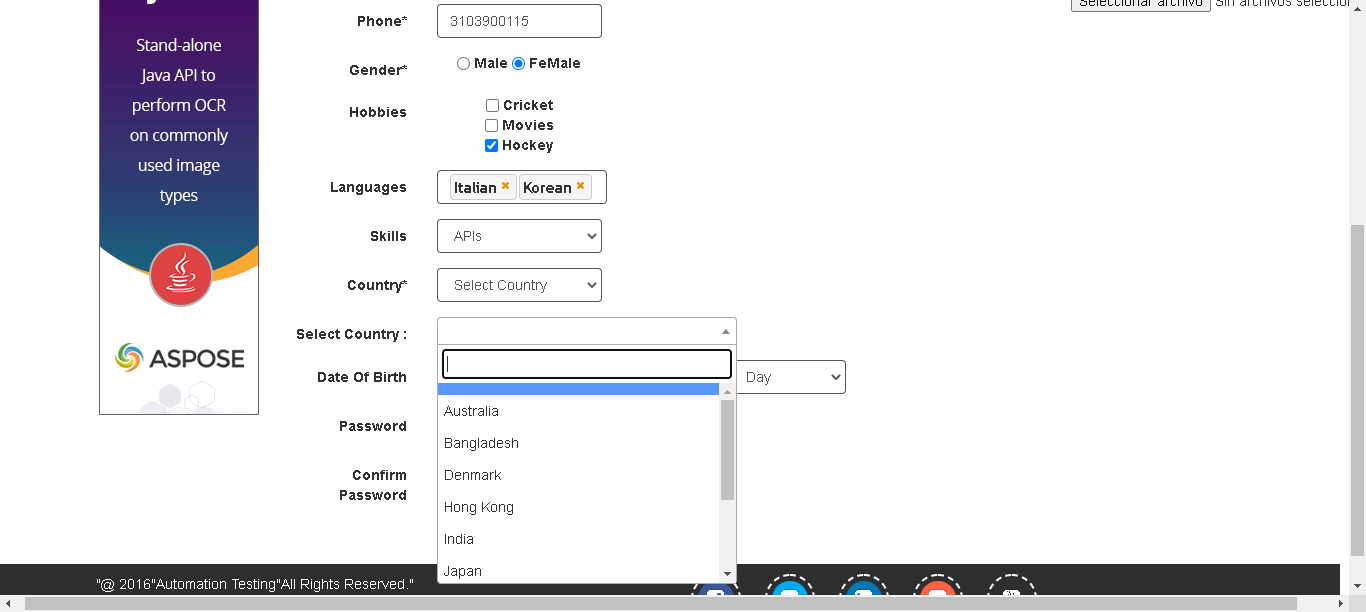 Seleccionar archivo Sin archivos seleccion
Stand-alone
Java API to
perform OCR
on commonly
used image
types
ASPOSE
Phone* 3103900115
Gender* Male FeMale
Hobbies Cricket
Movies
Hockey
Languages Italian × Korean ×
Skills APIs
Country* Select Country
Select Country :
Date Of Birth Day
Password
Confirm
Password
Australia
Bangladesh
Denmark
Hong Kong
India
Japan
"@ 2016"Automation Testing"All Rights Reserved."